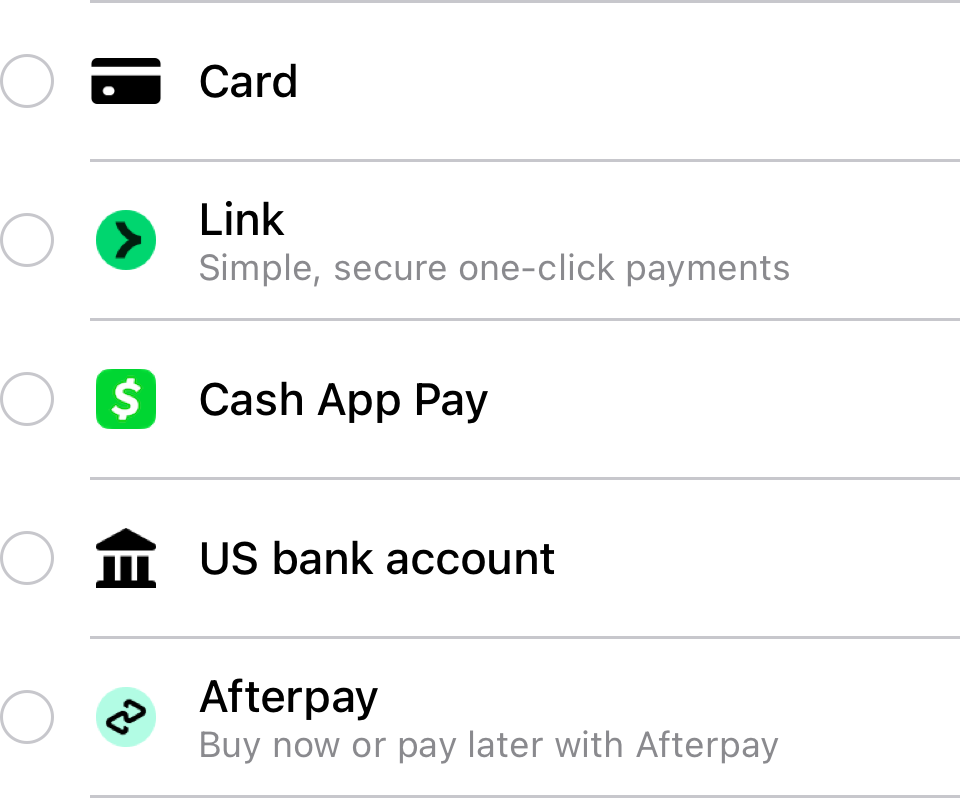 Card
Link
Simple, secure one-click payments
$
Cash App Pay
US bank account
Afterpay
Buy now or pay later with Afterpay